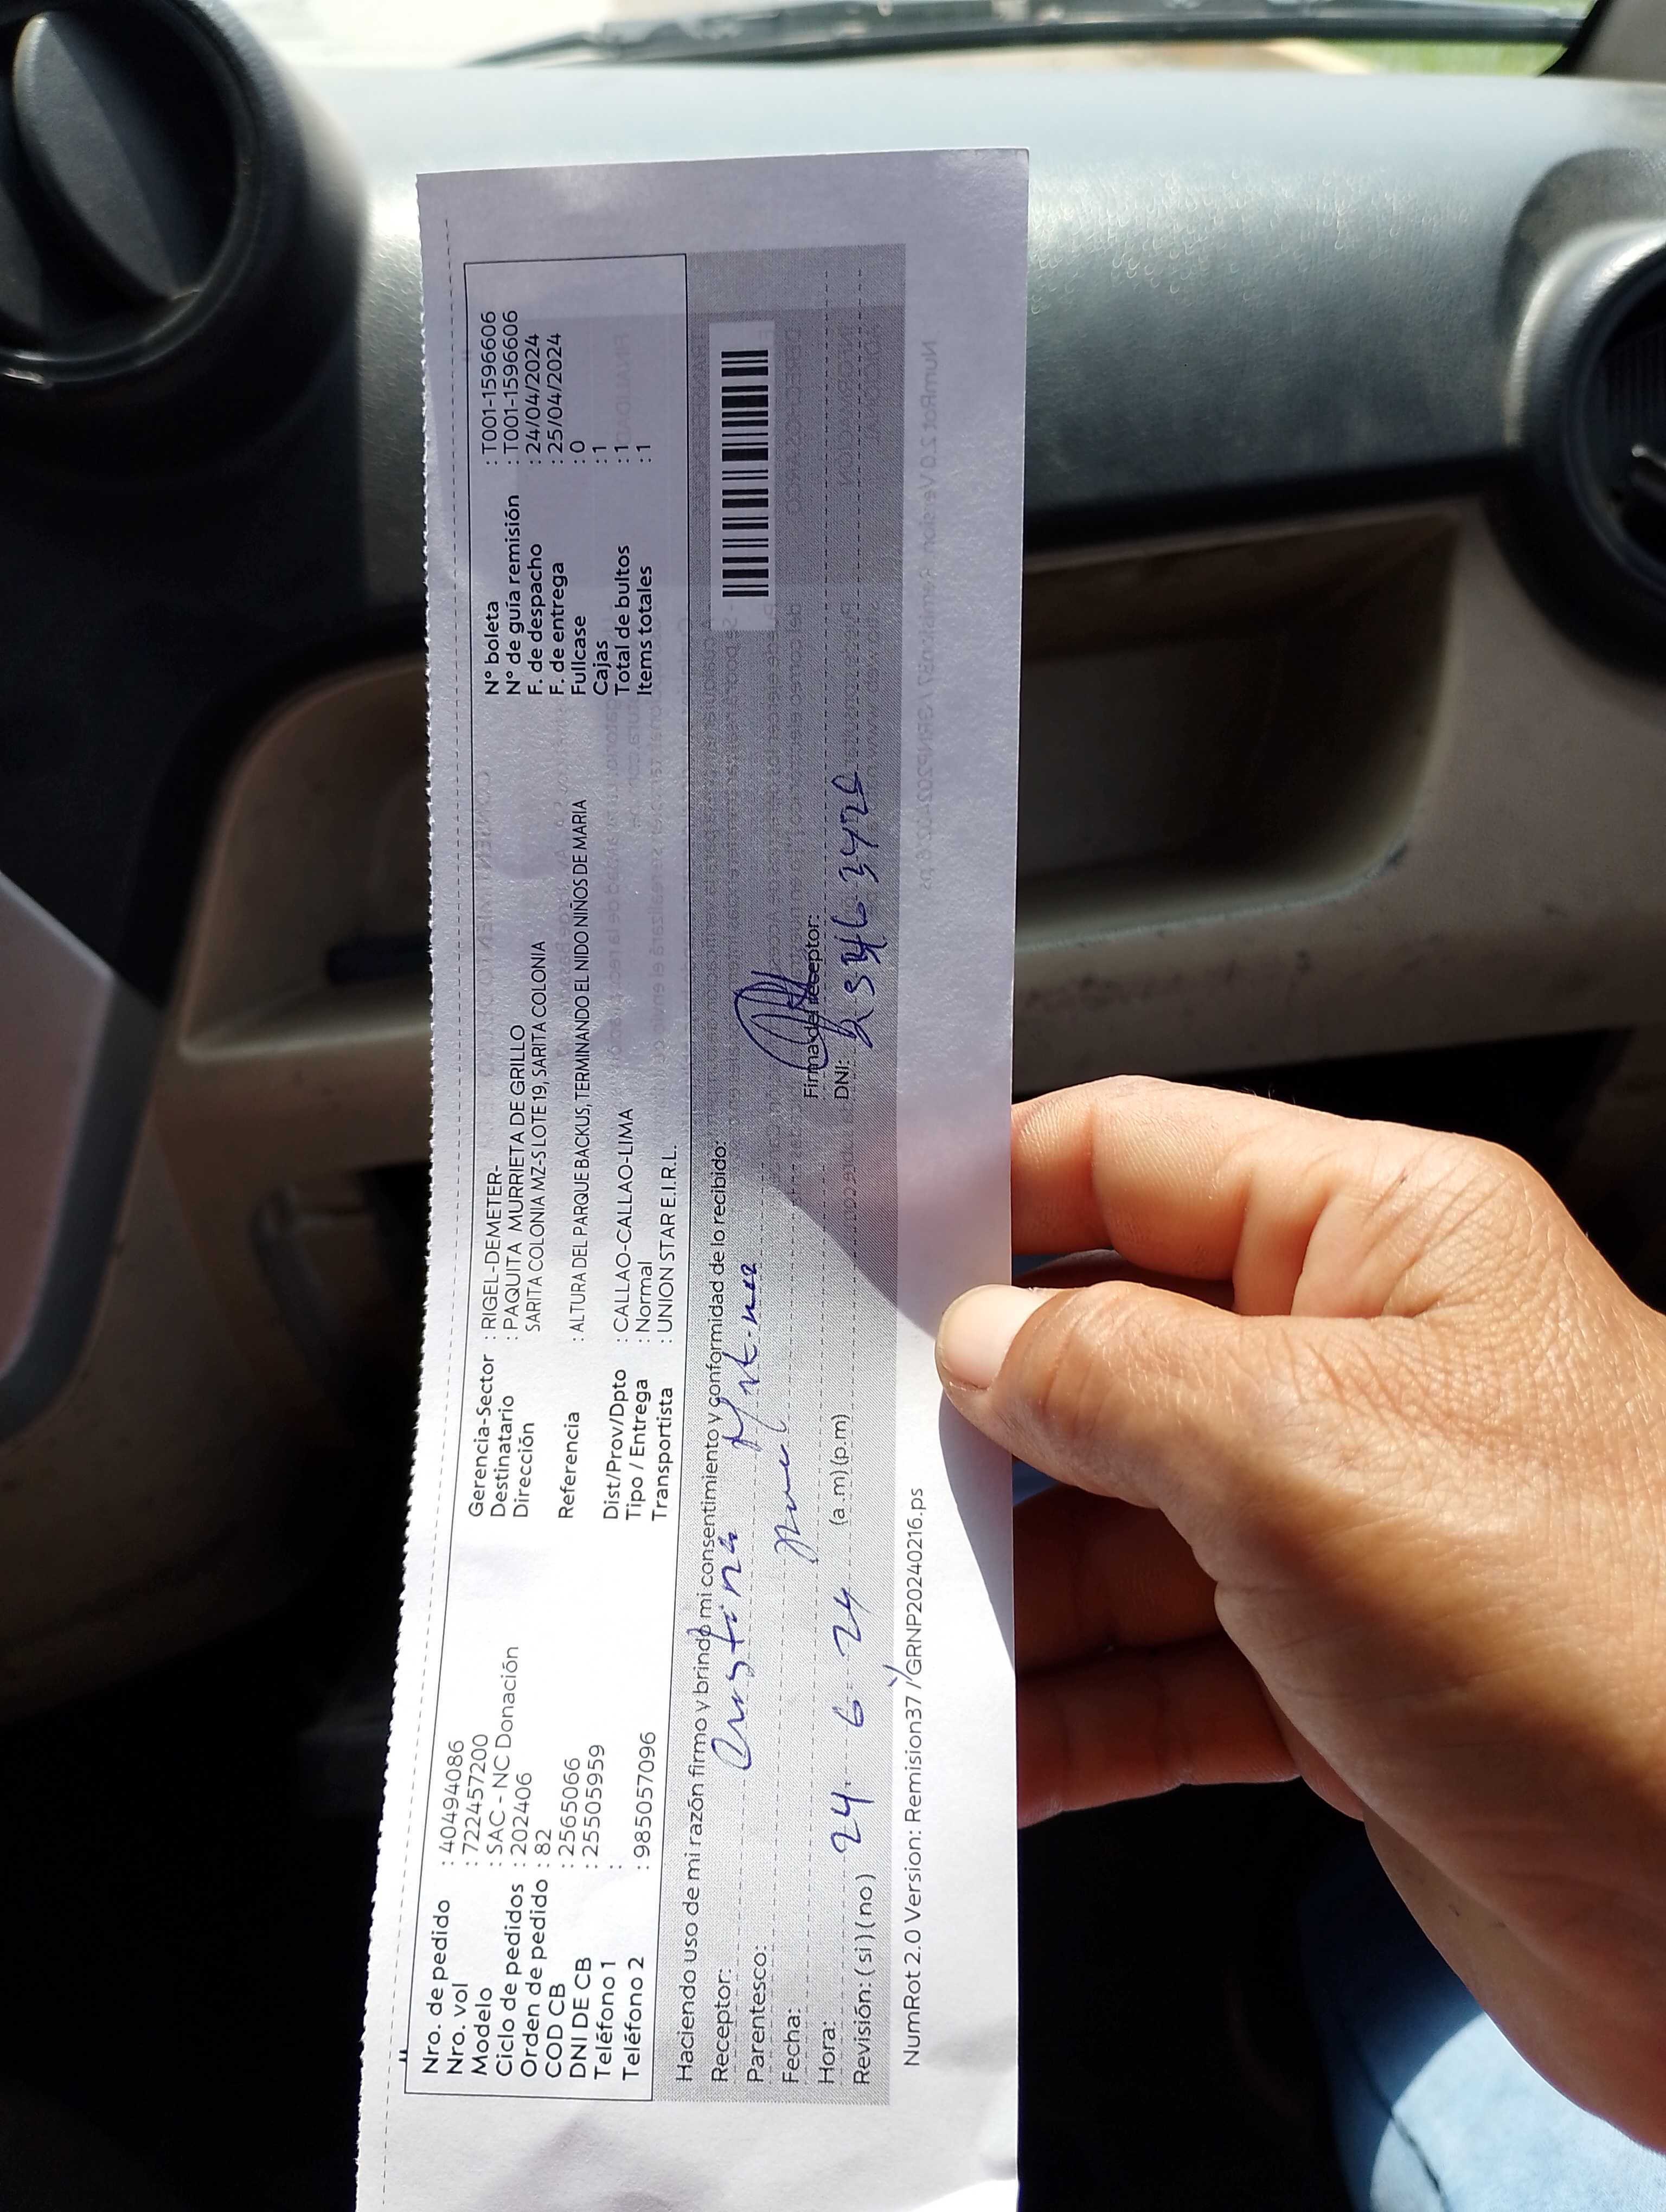 Nro. de pedido : 40494086
Nro. vol : 722457200
Modelo : SAC - NC Donación
Ciclo de pedidos : 202406
Orden de pedido : 82
COD CB : 2565066
DNI DE CB : 25505959
Teléfono 1 :
Teléfono 2 : 985057096
Gerencia-Sector : RIGEL-DEMETER-
Destinatario : PAQUITA MURRIETA DE GRILLO
Dirección SARITA COLONIA MZ-S LOTE 19, SARITA COLONIA
Referencia : ALTURA DEL PARQUE BACKUS, TERMINANDO EL NIDO NIÑOS DE MARIA
Dist/Prov/Dpto : CALLAO-CALLAO-LIMA
Tipo / Entrega : Normal
Transportista : UNION STAR E.I.R.L.
N° boleta : T001-1596606
N° de guía remisión : T001-1596606
F. de despacho : 24/04/2024
F. de entrega : 25/04/2024
Fullcase : 0
Cajas : 1
Total de bultos : 1
Items totales : 1
Haciendo uso de mi razón firmo y brindo mi consentimiento y conformidad de lo recibido:
Receptor:
Parentesco:
Fecha:
Hora: 24 6 24 (a.m) (p.m)
Revisión: ( si ) ( no )
Firma del receptor:
DNI:
NumRot 2.0 Version: Remision37 / GRNP20240216.ps